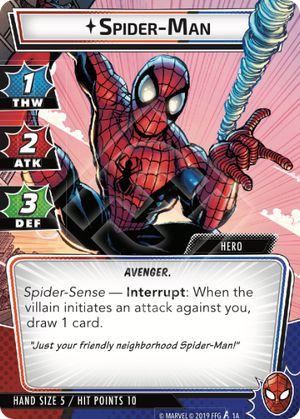 Spider-Man
1
THW
2
ATK
3
DEF
HERO
AVENGER.
Spider-Sense — Interrupt: When the
villain initiates an attack against you,
draw 1 card.
"Just your friendly neighborhood Spider-Man!"
HAND SIZE 5 / HIT POINTS 10
© MARVEL © 2019 FFG A 1A